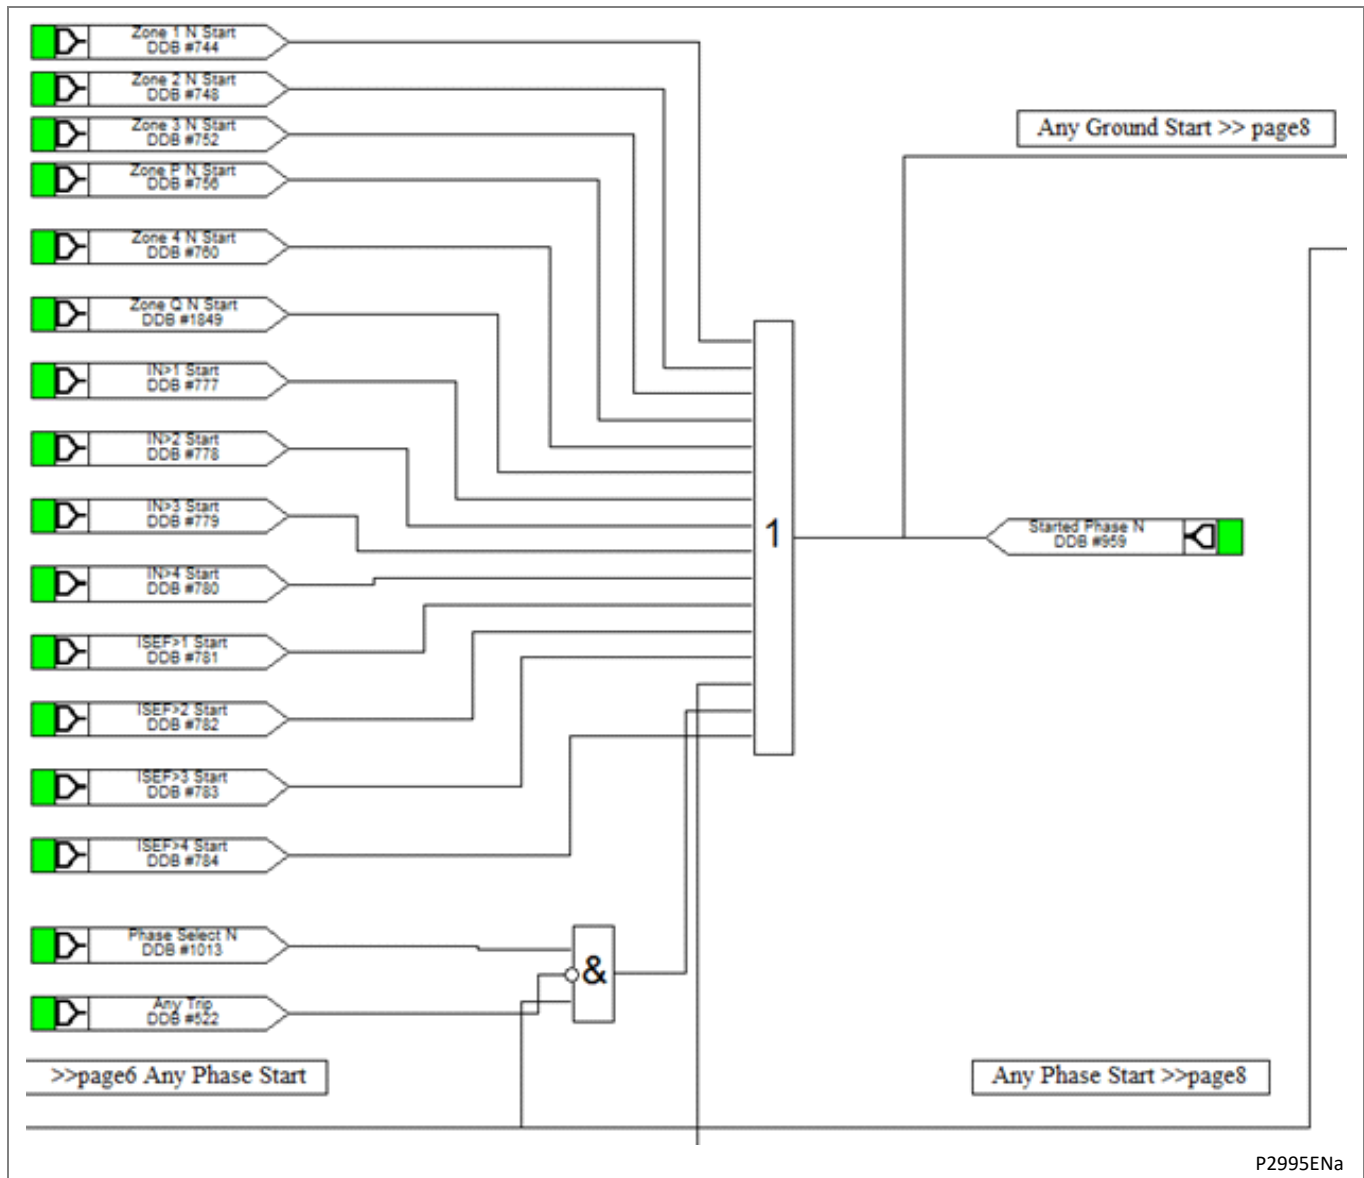 Zone 1 N Start
DDB #744
Zone 2 N Start
DDB #748
Zone 3 N Start
DDB #752
Zone P N Start
DDB #756
Zone 4 N Start
DDB #760
Zone Q N Start
DDB #1849
IN>1 Start
DDB #777
IN>2 Start
DDB #778
IN>3 Start
DDB #779
IN>4 Start
DDB #780
ISEF>1 Start
DDB #781
ISEF>2 Start
DDB #782
ISEF>3 Start
DDB #783
ISEF>4 Start
DDB #784
Phase Select N
DDB #1013
Any Trip
DDB #522
&
1
Any Ground Start >> page8
Started Phase N
DDB #959
>>page6 Any Phase Start
Any Phase Start >>page8
P2995ENa